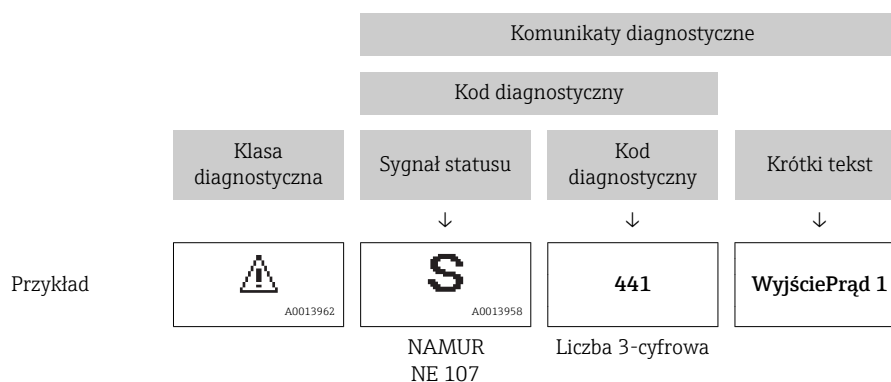 Komunikaty diagnostyczne
Kod diagnostyczny
Klasa
diagnostyczna
Sygnał statusu
Kod
diagnostyczny
Krótki tekst
↓ ↓ ↓
Przykład
A0013962
S
A0013958
441
WyjściePrąd 1
NAMUR
NE 107
Liczba 3-cyfrowa